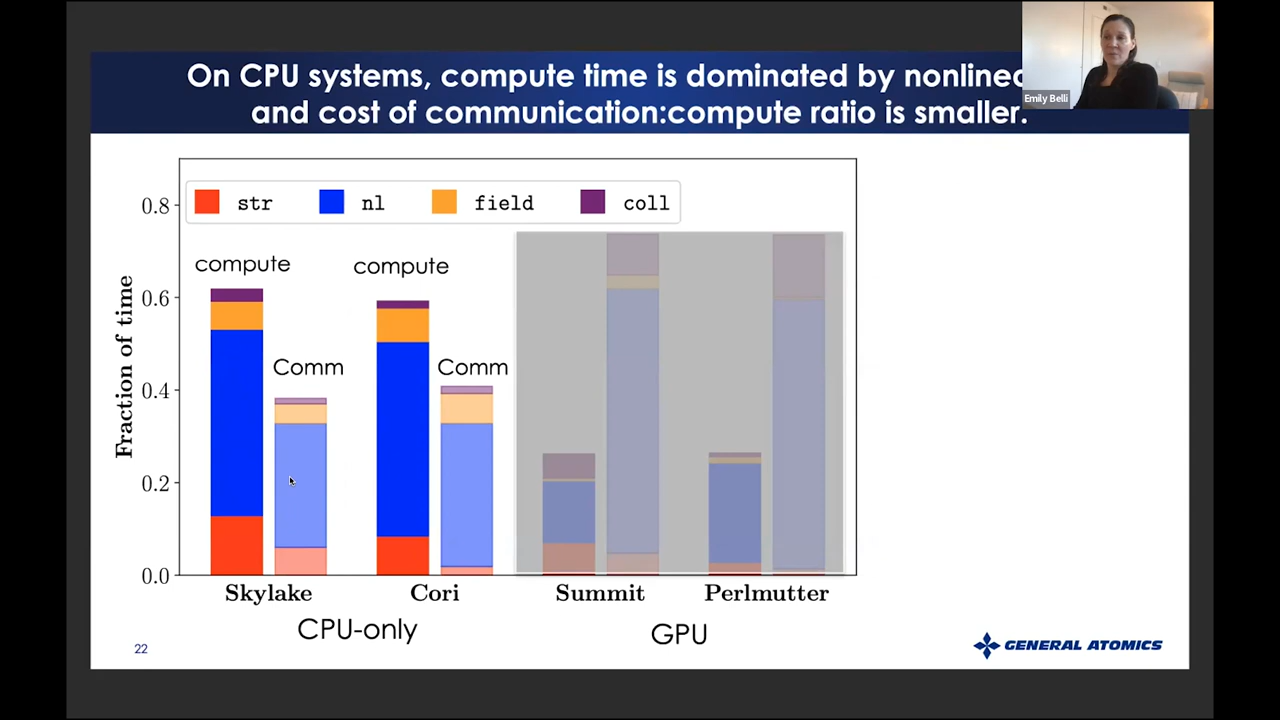 On CPU systems, compute time is dominated by
and cost of communication:compute ratio is smaller.
Emily Belli
str nl field coll
compute compute
Comm Comm
Fraction of time
0.8
0.6
0.4
0.2
0.0
Skylake Cori Summit Perlmutter
CPU-only GPU
22
GENERAL ATOMICS